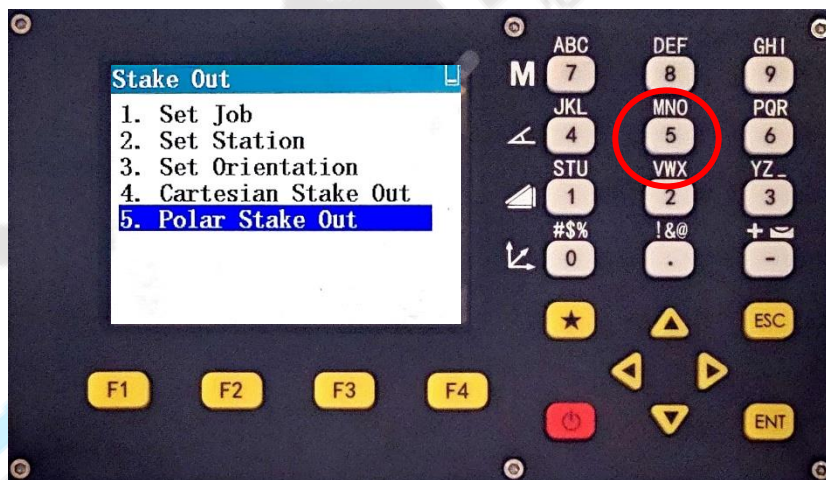 Stake Out
1. Set Job
2. Set Station
3. Set Orientation
4. Cartesian Stake Out
5. Polar Stake Out
ABC DEF GHI
M 7 8 9
JKL MNO PQR
4 5 6
STU VWX YZ_
1 2 3
#$% !&@ + 
0 . -
★ ESC
F1 F2 F3 F4
ENT